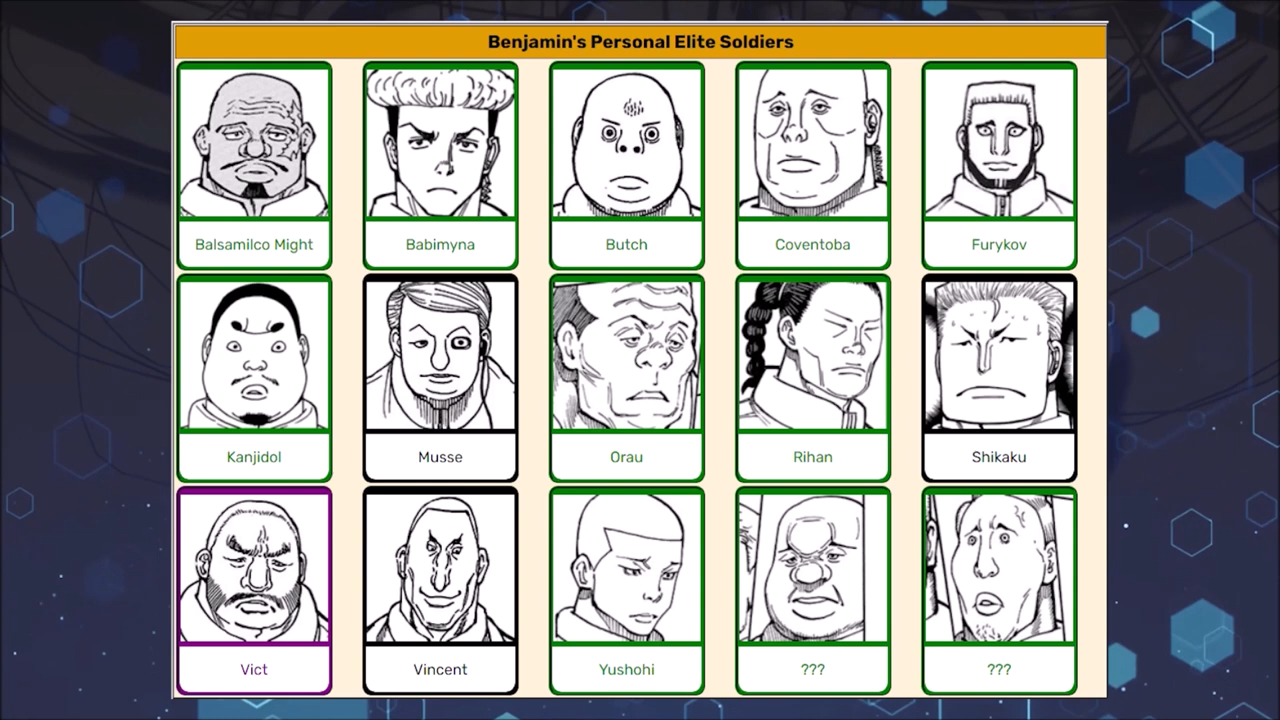 Benjamin's Personal Elite Soldiers
Balsamilco Might
Babimyna
Butch
Coventoba
Furykov
Kanjidol
Musse
Orau
Rihan
Shikaku
Vict
Vincent
Yushohi
???
???